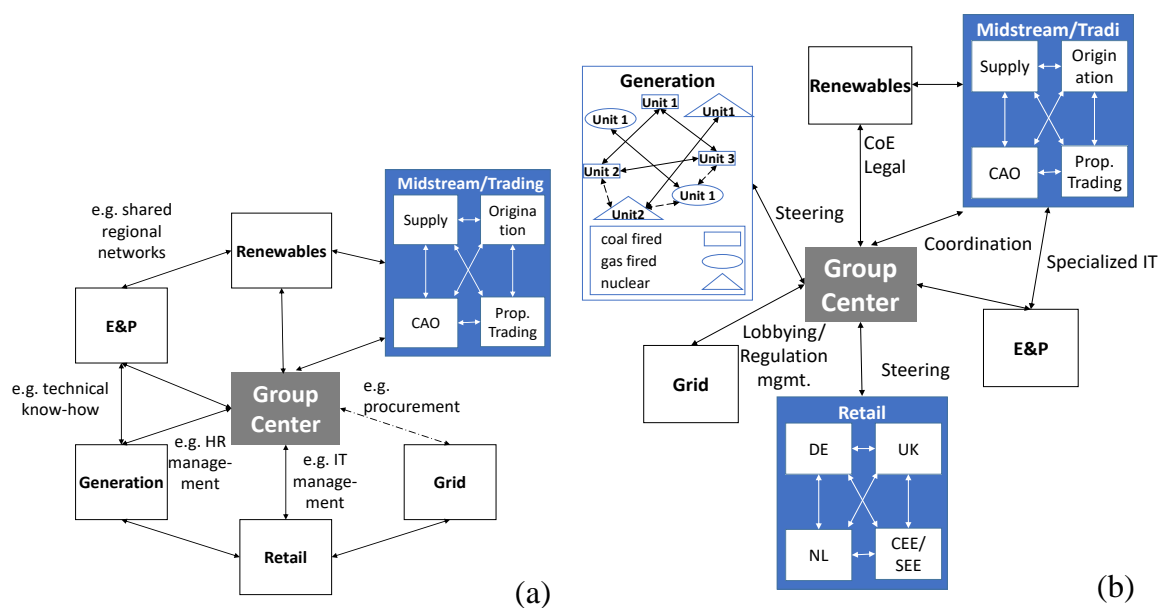 Midstream/Trading
Supply
Origina
tion
CAO
Prop.
Trading
e.g. shared
regional
networks
Renewables
E&P
e.g. technical
know-how
Group
Center
e.g.
procurement
e.g. HR
manage-
ment
e.g. IT
manage-
ment
Generation
Grid
Retail
(a)
Midstream/Tradi
Supply
Origin
ation
CAO
Prop.
Trading
Generation
Unit 1
Unit1
Unit 1
Unit 2
Unit 3
Unit 1
Unit2
coal fired
gas fired
nuclear
Renewables
CoE
Legal
Steering
Coordination
Specialized IT
Group
Center
Lobbying/
Regulation
mgmt.
Grid
E&P
Steering
Retail
DE
UK
NL
CEE/
SEE
(b)